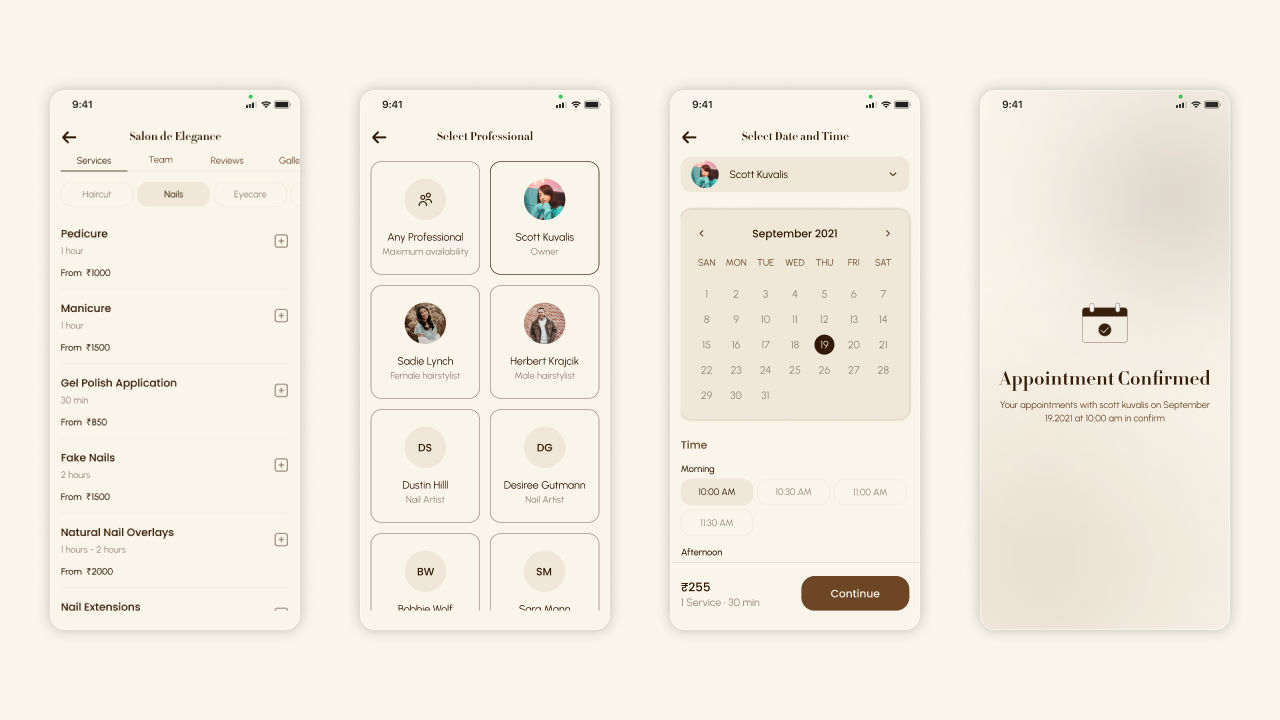 9:41
Salon de Elegance
Services Team Reviews Galle
Haircut Nails Eyecare
Pedicure
1 hour
From ₹1000
Manicure
1 hour
From ₹1500
Gel Polish Application
30 min
From ₹850
Fake Nails
2 hours
From ₹1500
Natural Nail Overlays
1 hours - 2 hours
From ₹2000
Nail Extensions
9:41
Select Professional
Any Professional
Maximum availability
Scott Kuvalis
Owner
Sadie Lynch
Female hairstylist
Herbert Krajcik
Male hairstylist
DS
Dustin Hilll
Nail Artist
DG
Desiree Gutmann
Nail Artist
BW
Bobbie Wolf
SM
Sara Mann
9:41
Select Date and Time
Scott Kuvalis
September 2021
SAN MON TUE WED THU FRI SAT
1 2 3 4 5 6 7
8 9 10 11 12 13 14
15 16 17 18 19 20 21
22 23 24 25 26 27 28
29 30 31
Time
Morning
10:00 AM 10:30 AM 11:00 AM
11:30 AM
Afternoon
₹255
1 Service · 30 min
Continue
9:41
Appointment Confirmed
Your appointments with scott kuvalis on September
19,2021 at 10:00 am in confirm